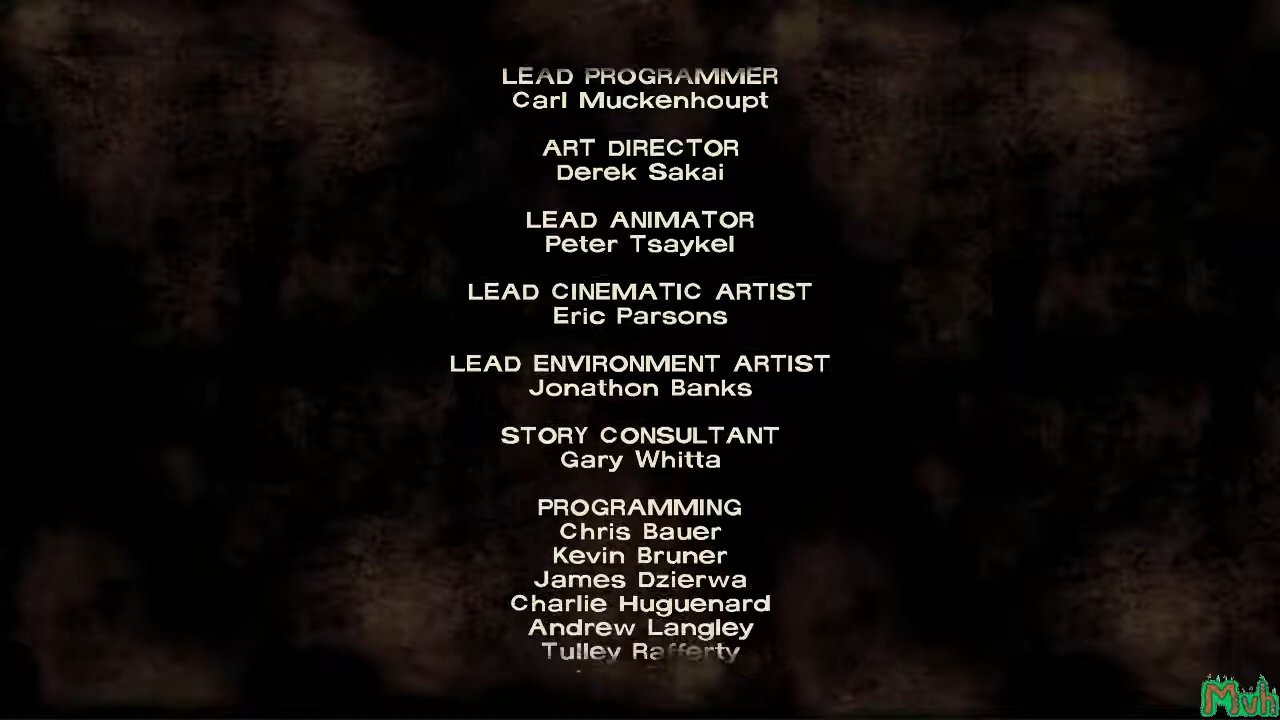 LEAD PROGRAMMER
Carl Muckenhoupt
ART DIRECTOR
Derek Sakai
LEAD ANIMATOR
Peter Tsaykel
LEAD CINEMATIC ARTIST
Eric Parsons
LEAD ENVIRONMENT ARTIST
Jonathon Banks
STORY CONSULTANT
Gary Whitta
PROGRAMMING
Chris Bauer
Kevin Bruner
James Dzierwa
Charlie Huguenard
Andrew Langley
Tulley Rafferty
Muh